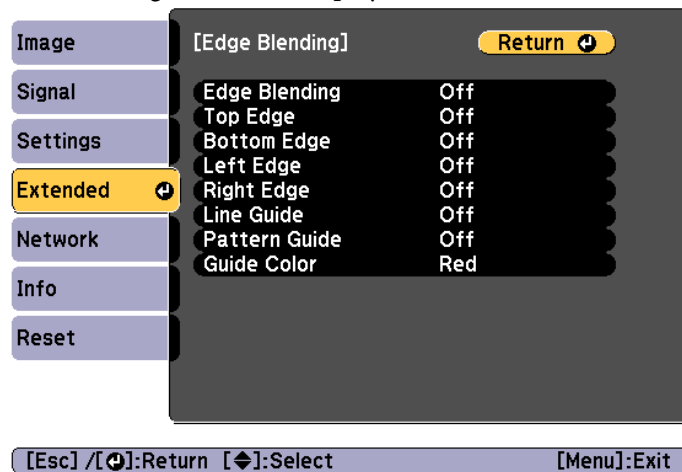 Image
Signal
Settings
Extended
Network
Info
Reset
[Edge Blending]
Return
Edge Blending Off
Top Edge Off
Bottom Edge Off
Left Edge Off
Right Edge Off
Line Guide Off
Pattern Guide Off
Guide Color Red
[Esc] /[⏎]:Return [◆]:Select [Menu]:Exit